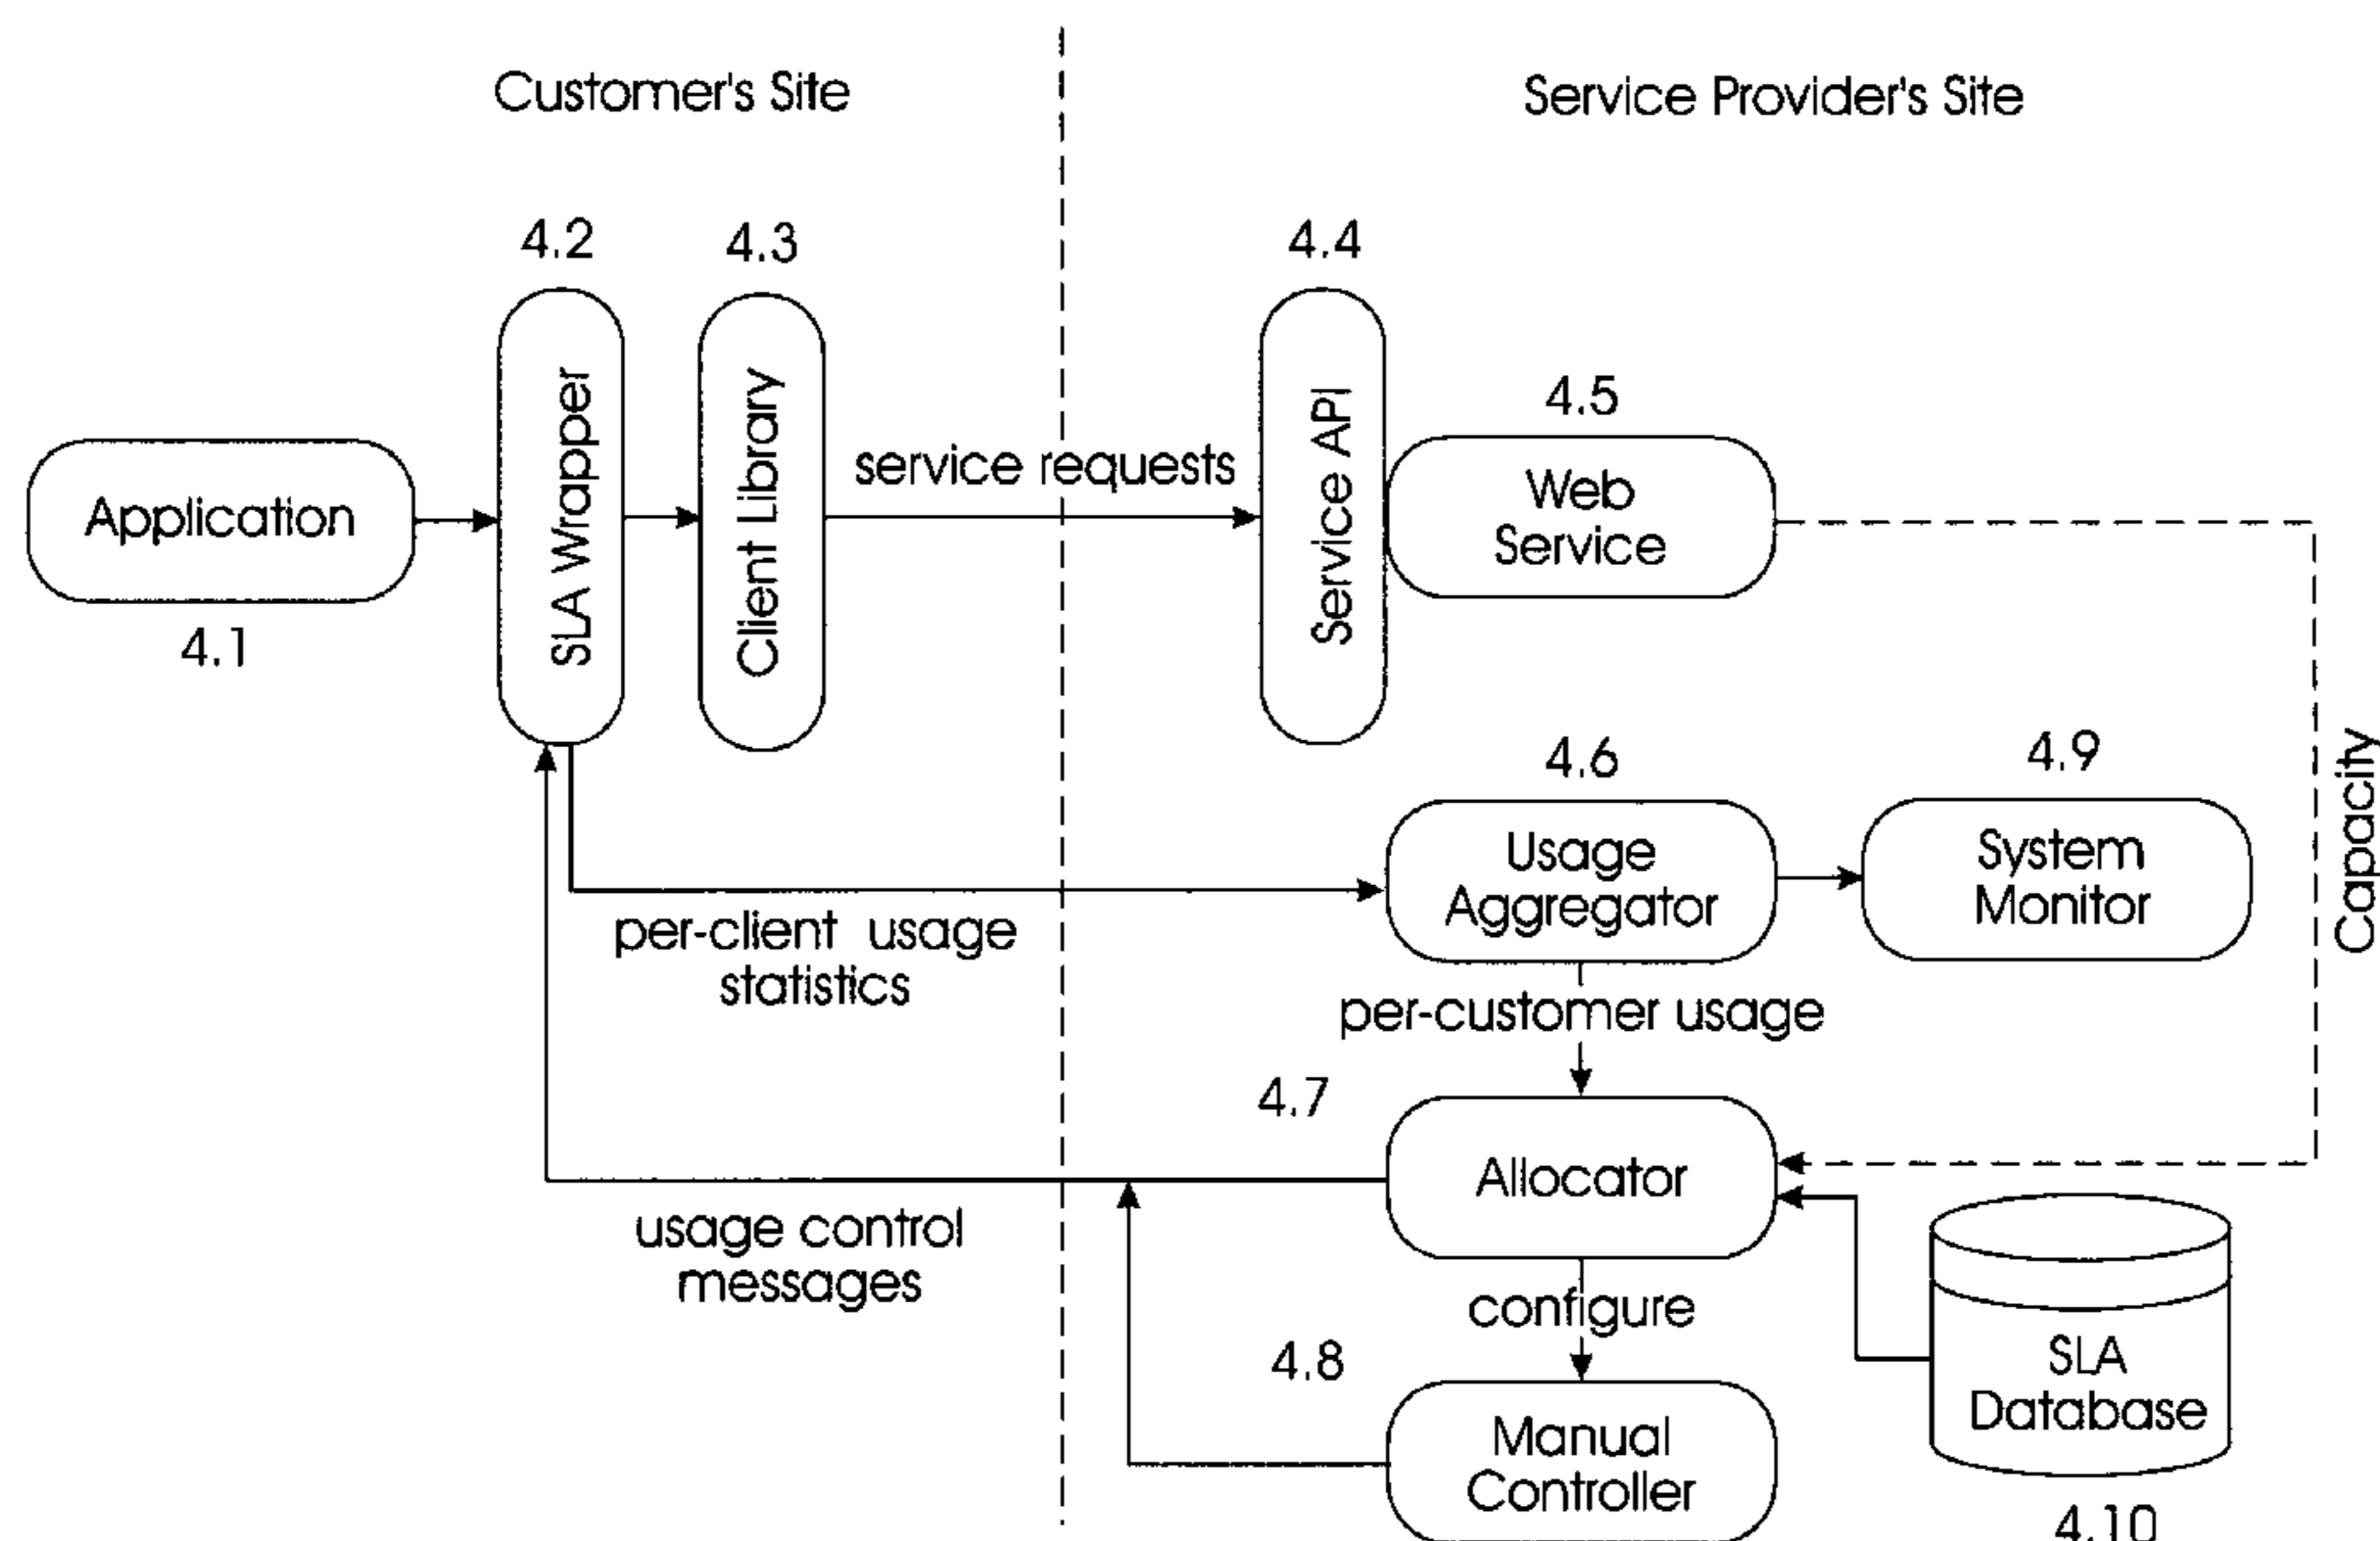 Customer's Site
Service Provider's Site
4.2
4.3
4.4
SLA Wrapper
Client Library
Service API
4.5
Application
service requests
Web
Service
4.1
4.6
4.9
Capacity
Usage
Aggregator
System
Monitor
per-client usage
statistics
per-customer usage
4.7
Allocator
usage control
messages
configure
4.8
SLA
Database
Manual
Controller
4.10